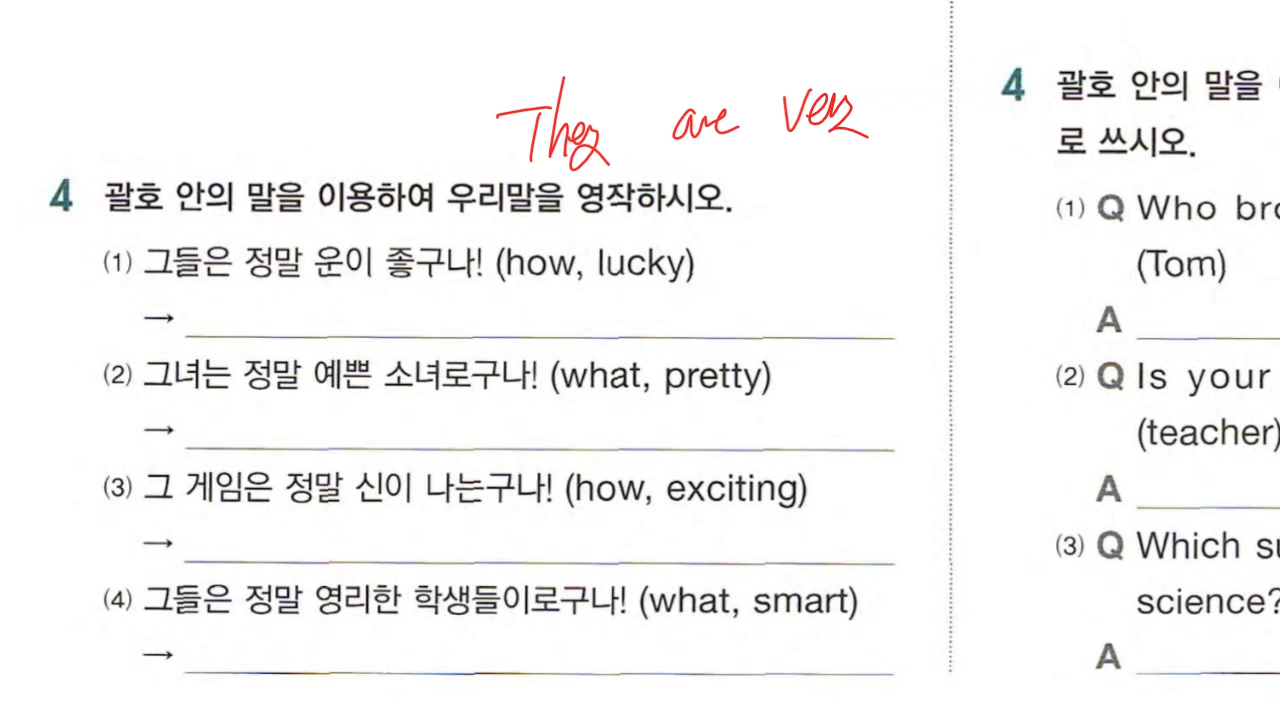 They are very
4 괄호 안의 말을 이용하여 우리말을 영작하시오.
(1) 그들은 정말 운이 좋구나! (how, lucky)
→
(2) 그녀는 정말 예쁜 소녀로구나! (what, pretty)
→
(3) 그 게임은 정말 신이 나는구나! (how, exciting)
→
(4) 그들은 정말 영리한 학생들이로구나! (what, smart)
→
4 괄호 안의 말을
로 쓰시오.
(1) Q Who bro
(Tom)
A
(2) Q Is your
(teacher)
A
(3) Q Which su
science?
A